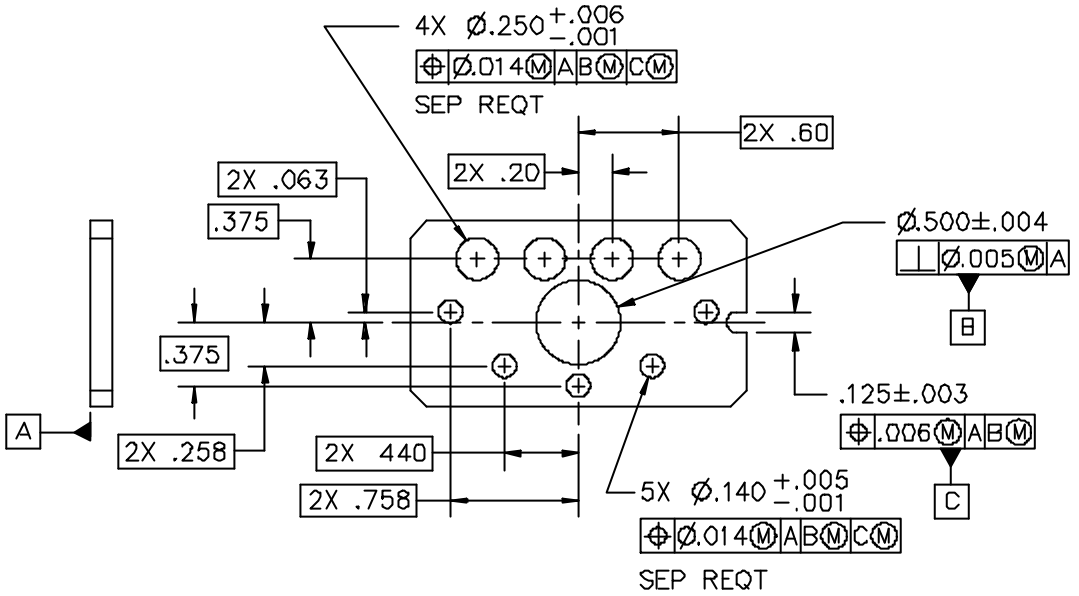 4X Ø.250 +.006 -.001
⌖ Ø.014Ⓜ A BⓂ CⓂ
SEP REQT
2X .60
2X .20
2X .063
.375
Ø.500±.004
⟂ Ø.005Ⓜ A
B
.375
.125±.003
⌖ .006Ⓜ A BⓂ
C
A
2X .258
2X 440
2X .758
5X Ø.140 +.005 -.001
⌖ Ø.014Ⓜ A BⓂ CⓂ
SEP REQT